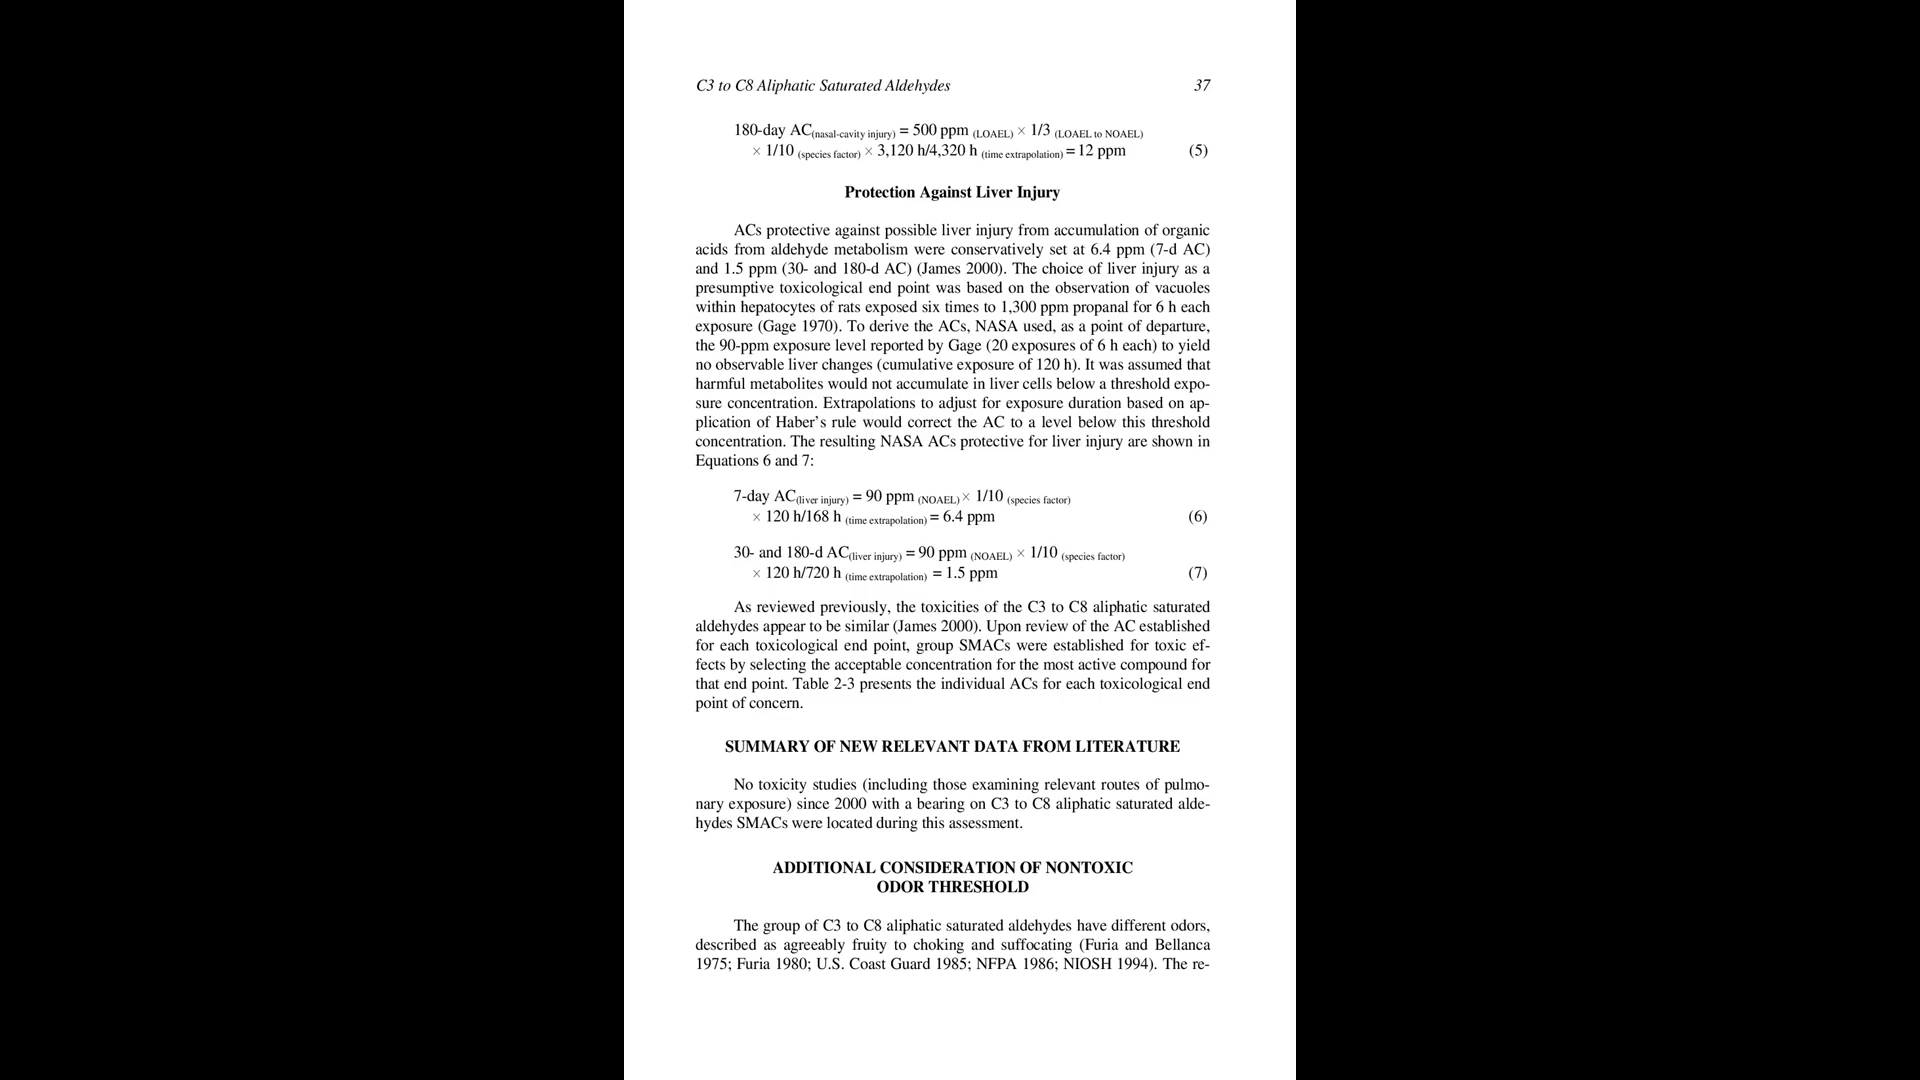 C3 to C8 Aliphatic Saturated Aldehydes 37
180-day AC(nasal-cavity injury) = 500 ppm (LOAEL) × 1/3 (LOAEL to NOAEL)
× 1/10 (species factor) × 3,120 h/4,320 h (time extrapolation) = 12 ppm (5)
Protection Against Liver Injury
ACs protective against possible liver injury from accumulation of organic
acids from aldehyde metabolism were conservatively set at 6.4 ppm (7-d AC)
and 1.5 ppm (30- and 180-d AC) (James 2000). The choice of liver injury as a
presumptive toxicological end point was based on the observation of vacuoles
within hepatocytes of rats exposed six times to 1,300 ppm propanal for 6 h each
exposure (Gage 1970). To derive the ACs, NASA used, as a point of departure,
the 90-ppm exposure level reported by Gage (20 exposures of 6 h each) to yield
no observable liver changes (cumulative exposure of 120 h). It was assumed that
harmful metabolites would not accumulate in liver cells below a threshold expo-
sure concentration. Extrapolations to adjust for exposure duration based on ap-
plication of Haber's rule would correct the AC to a level below this threshold
concentration. The resulting NASA ACs protective for liver injury are shown in
Equations 6 and 7:
7-day AC(liver injury) = 90 ppm (NOAEL) × 1/10 (species factor)
× 120 h/168 h (time extrapolation) = 6.4 ppm (6)
30- and 180-d AC(liver injury) = 90 ppm (NOAEL) × 1/10 (species factor)
× 120 h/720 h (time extrapolation) = 1.5 ppm (7)
As reviewed previously, the toxicities of the C3 to C8 aliphatic saturated
aldehydes appear to be similar (James 2000). Upon review of the AC established
for each toxicological end point, group SMACs were established for toxic ef-
fects by selecting the acceptable concentration for the most active compound for
that end point. Table 2-3 presents the individual ACs for each toxicological end
point of concern.
SUMMARY OF NEW RELEVANT DATA FROM LITERATURE
No toxicity studies (including those examining relevant routes of pulmo-
nary exposure) since 2000 with a bearing on C3 to C8 aliphatic saturated alde-
hydes SMACs were located during this assessment.
ADDITIONAL CONSIDERATION OF NONTOXIC
ODOR THRESHOLD
The group of C3 to C8 aliphatic saturated aldehydes have different odors,
described as agreeably fruity to choking and suffocating (Furia and Bellanca
1975; Furia 1980; U.S. Coast Guard 1985; NFPA 1986; NIOSH 1994). The re-